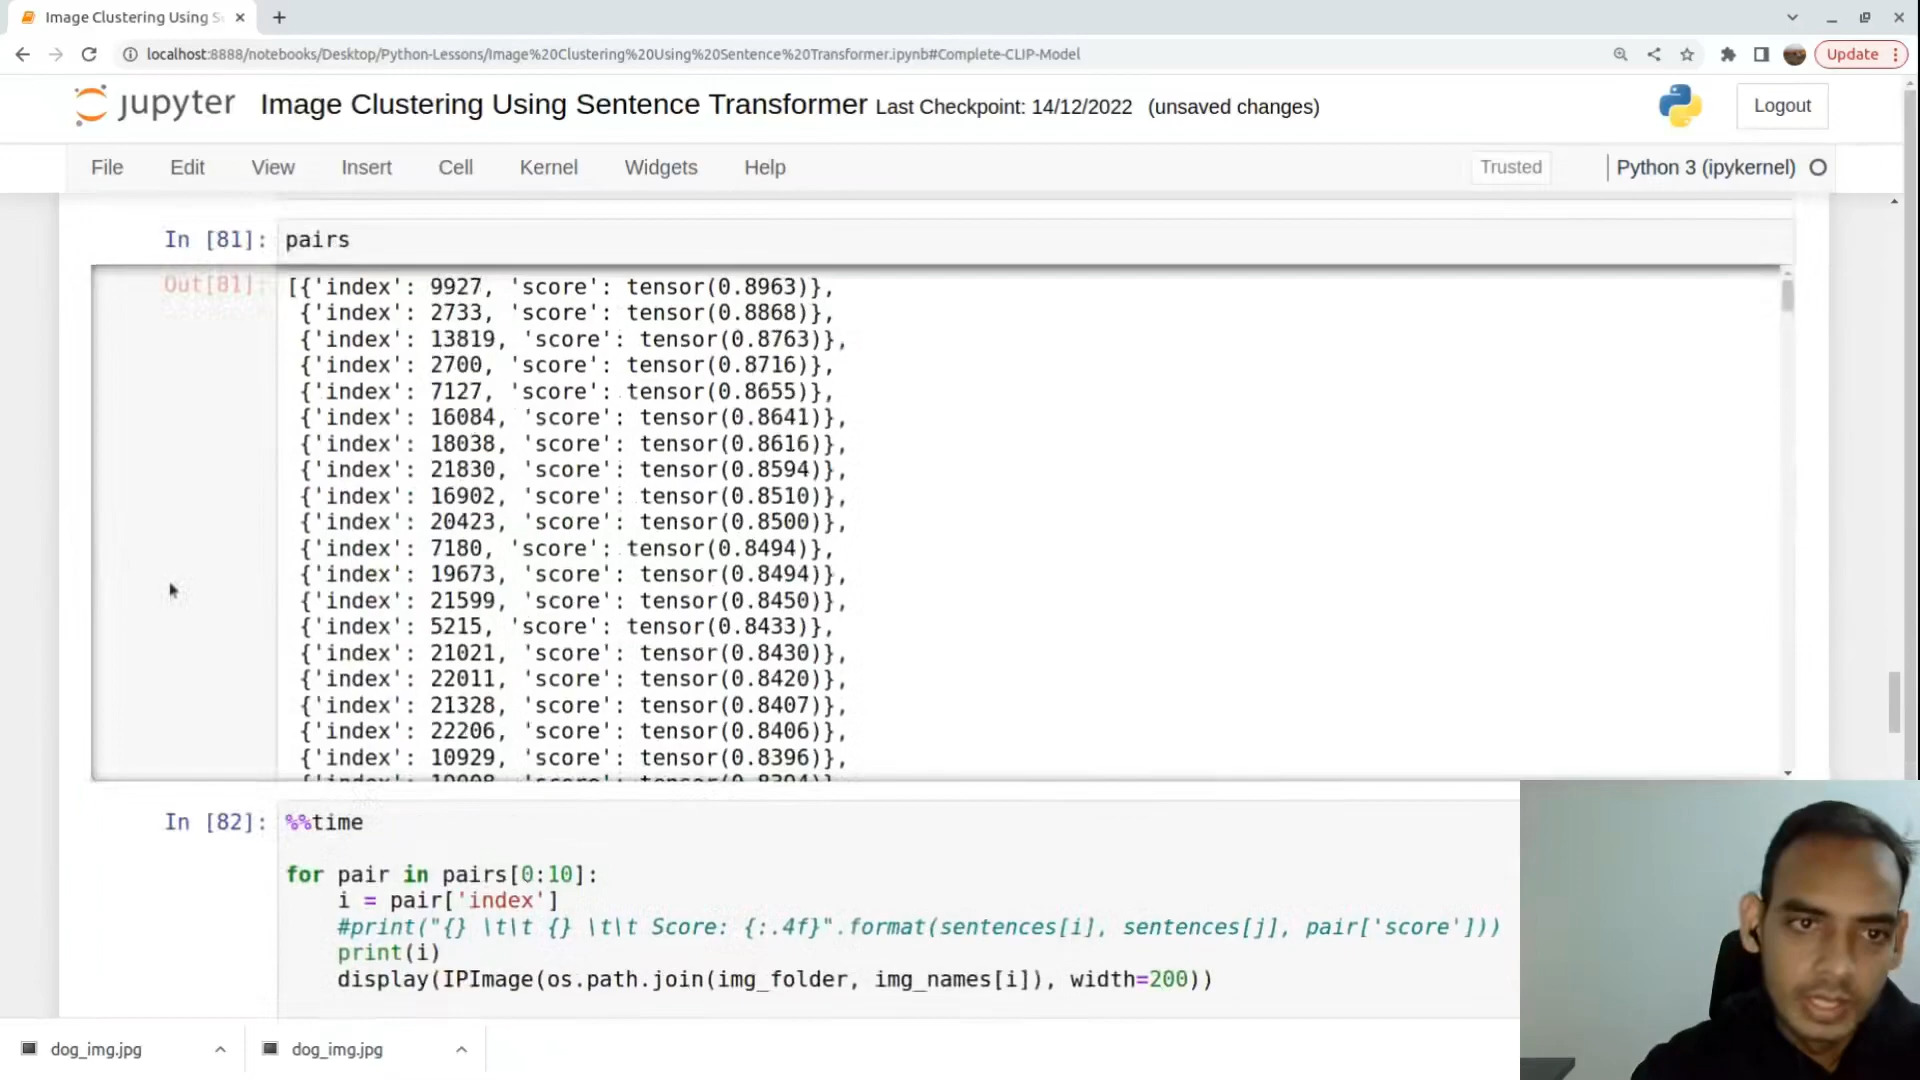 Image Clustering Using S
localhost:8888/notebooks/Desktop/Python-Lessons/Image%20Clustering%20Using%20Sentence%20Transformer.ipynb#Complete-CLIP-Model
Update
jupyter Image Clustering Using Sentence Transformer Last Checkpoint: 14/12/2022 (unsaved changes)
Logout
File Edit View Insert Cell Kernel Widgets Help
Trusted
Python 3 (ipykernel)
In [81]: pairs
Out[81]: [{'index': 9927, 'score': tensor(0.8963)},
{'index': 2733, 'score': tensor(0.8868)},
{'index': 13819, 'score': tensor(0.8763)},
{'index': 2700, 'score': tensor(0.8716)},
{'index': 7127, 'score': tensor(0.8655)},
{'index': 16084, 'score': tensor(0.8641)},
{'index': 18038, 'score': tensor(0.8616)},
{'index': 21830, 'score': tensor(0.8594)},
{'index': 16902, 'score': tensor(0.8510)},
{'index': 20423, 'score': tensor(0.8500)},
{'index': 7180, 'score': tensor(0.8494)},
{'index': 19673, 'score': tensor(0.8494)},
{'index': 21599, 'score': tensor(0.8450)},
{'index': 5215, 'score': tensor(0.8433)},
{'index': 21021, 'score': tensor(0.8430)},
{'index': 22011, 'score': tensor(0.8420)},
{'index': 21328, 'score': tensor(0.8407)},
{'index': 22206, 'score': tensor(0.8406)},
{'index': 10929, 'score': tensor(0.8396)},
In [82]: %%time
for pair in pairs[0:10]:
i = pair['index']
#print("{} \t\t {} \t\t Score: {:.4f}".format(sentences[i], sentences[j], pair['score']))
print(i)
display(IPImage(os.path.join(img_folder, img_names[i]), width=200))
dog_img.jpg
dog_img.jpg